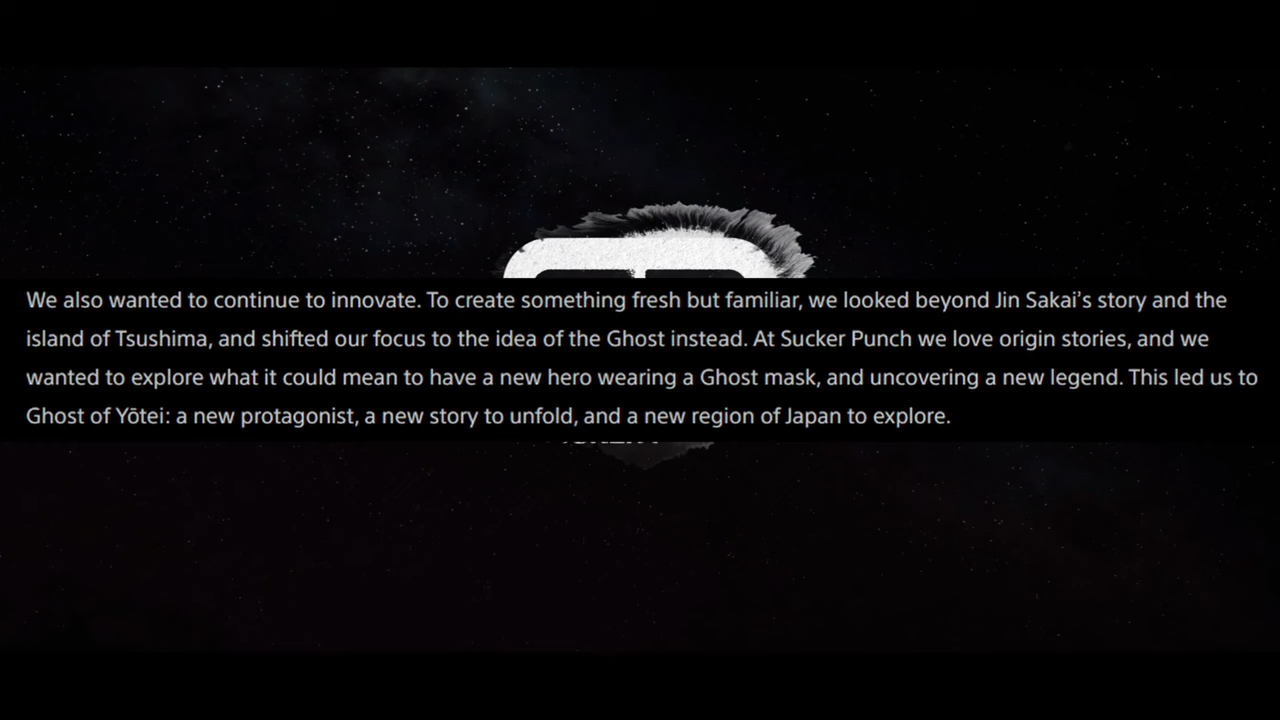 We also wanted to continue to innovate. To create something fresh but familiar, we looked beyond Jin Sakai’s story and the
island of Tsushima, and shifted our focus to the idea of the Ghost instead. At Sucker Punch we love origin stories, and we
wanted to explore what it could mean to have a new hero wearing a Ghost mask, and uncovering a new legend. This led us to
Ghost of Yōtei: a new protagonist, a new story to unfold, and a new region of Japan to explore.